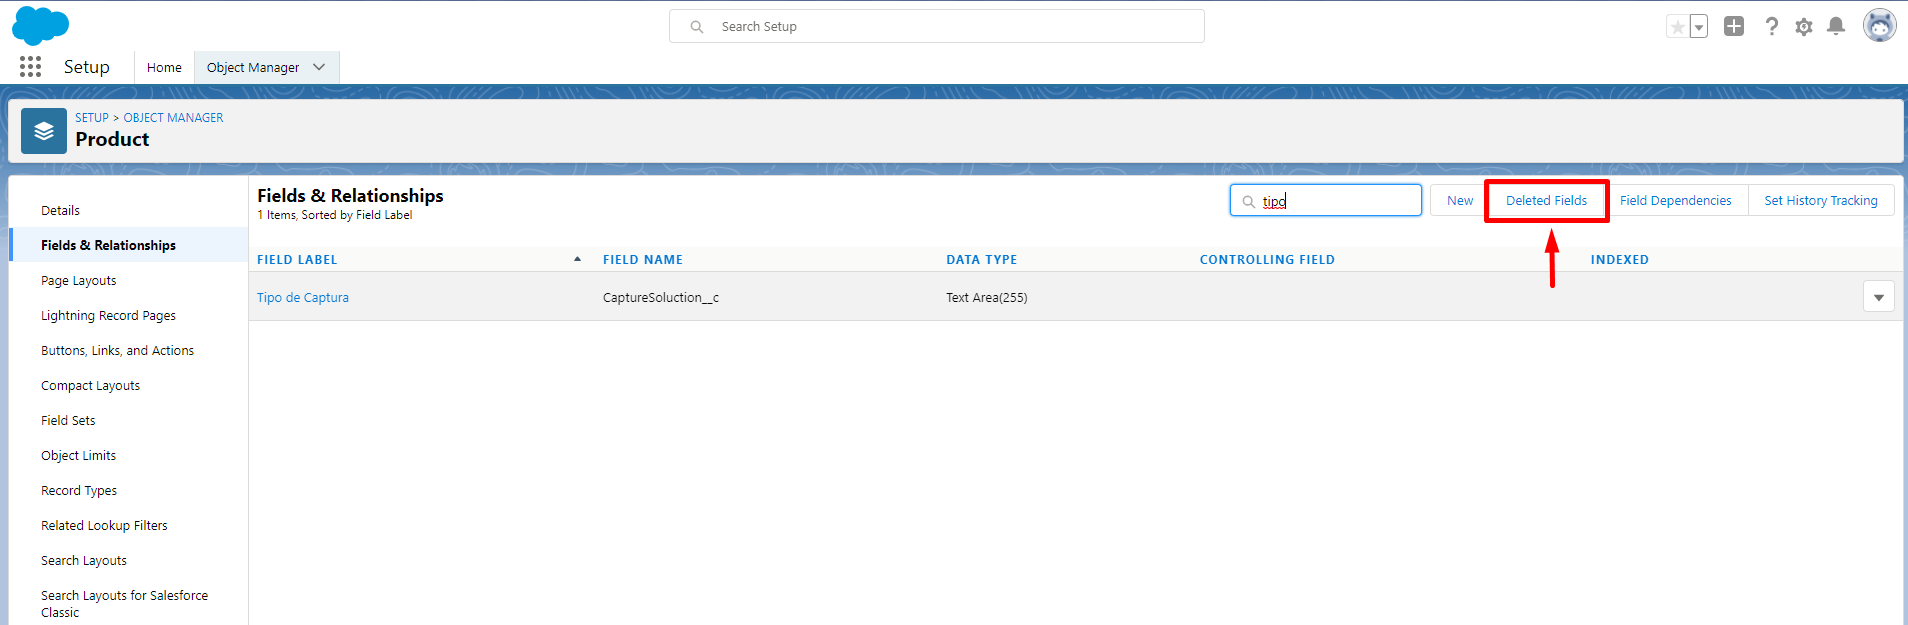 Search Setup
Setup
Home
Object Manager
SETUP > OBJECT MANAGER
Product
Details
Fields & Relationships
Page Layouts
Lightning Record Pages
Buttons, Links, and Actions
Compact Layouts
Field Sets
Object Limits
Record Types
Related Lookup Filters
Search Layouts
Search Layouts for Salesforce
Classic
Fields & Relationships
1 Items, Sorted by Field Label
tipo
New
Deleted Fields
Field Dependencies
Set History Tracking
FIELD LABEL
FIELD NAME
DATA TYPE
CONTROLLING FIELD
INDEXED
Tipo de Captura
CaptureSoluction__c
Text Area(255)